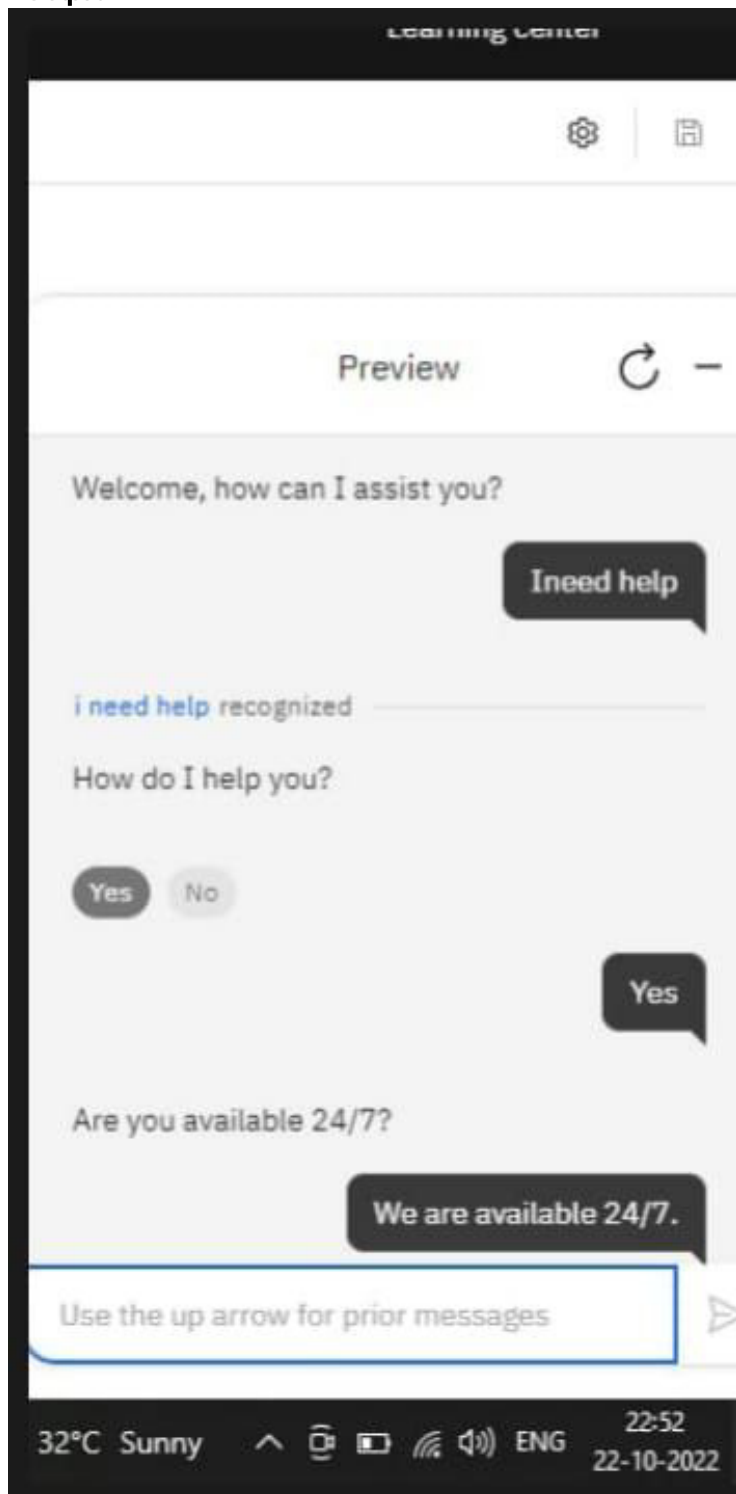 Learning Center
Preview
Welcome, how can I assist you?
Ineed help
i need help recognized
How do I help you?
Yes No
Yes
Are you available 24/7?
We are available 24/7.
Use the up arrow for prior messages
32°C Sunny ENG 22:52
22-10-2022